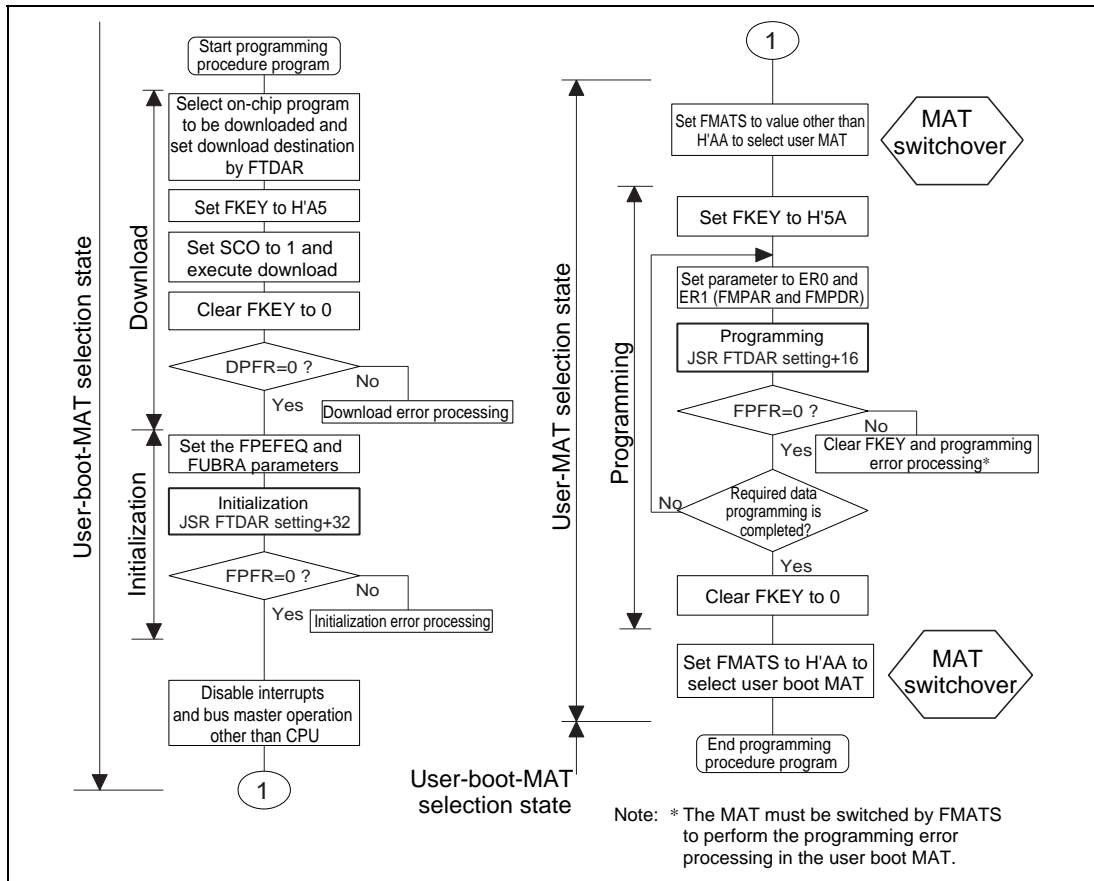 User-boot-MAT selection state
Start programming
procedure program
Download
Select on-chip program
to be downloaded and
set download destination
by FTDAR
Set FKEY to H'A5
Set SCO to 1 and
execute download
Clear FKEY to 0
DPFR=0 ?
No
Yes
Download error processing
Initialization
Set the FPEFEQ and
FUBRA parameters
Initialization
JSR FTDAR setting+32
FPFR=0 ?
No
Yes
Initialization error processing
Disable interrupts
and bus master operation
other than CPU
1
1
User-MAT selection state
Set FMATS to value other than
H'AA to select user MAT
MAT
switchover
Programming
Set FKEY to H'5A
Set parameter to ER0 and
ER1 (FMPAR and FMPDR)
Programming
JSR FTDAR setting+16
FPFR=0 ?
No
Yes
Clear FKEY and programming
error processing*
No
Required data
programming is
completed?
Yes
Clear FKEY to 0
Set FMATS to H'AA to
select user boot MAT
MAT
switchover
End programming
procedure program
User-boot-MAT
selection state
Note: * The MAT must be switched by FMATS
to perform the programming error
processing in the user boot MAT.